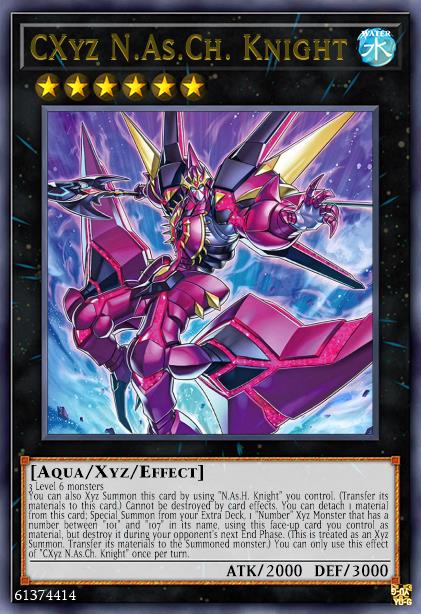 CXyz N.As.Ch. Knight
WATER
水
[Aqua/Xyz/Effect]
3 Level 6 monsters
You can also Xyz Summon this card by using "N.As.H. Knight" you control. (Transfer its
materials to this card.) Cannot be destroyed by card effects. You can detach 1 material
from this card; Special Summon from your Extra Deck, 1 "Number" Xyz Monster that has a
number between "101" and "107" in its name, using this face-up card you control as
material, but destroy it during your opponent's next End Phase. (This is treated as an Xyz
Summon. Transfer its materials to the Summoned monster.) You can only use this effect
of "CXyz N.As.Ch. Knight" once per turn.
ATK/2000 DEF/3000
61374414